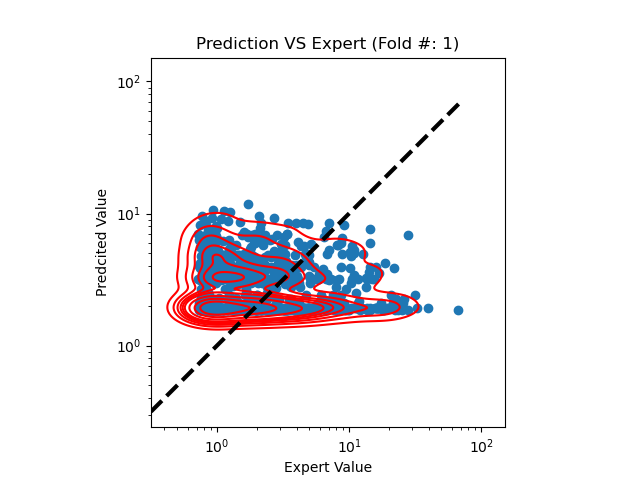 Prediction VS Expert (Fold #: 1)
10²
10¹
10⁰
Predcited Value
10⁰ 10¹ 10²
Expert Value